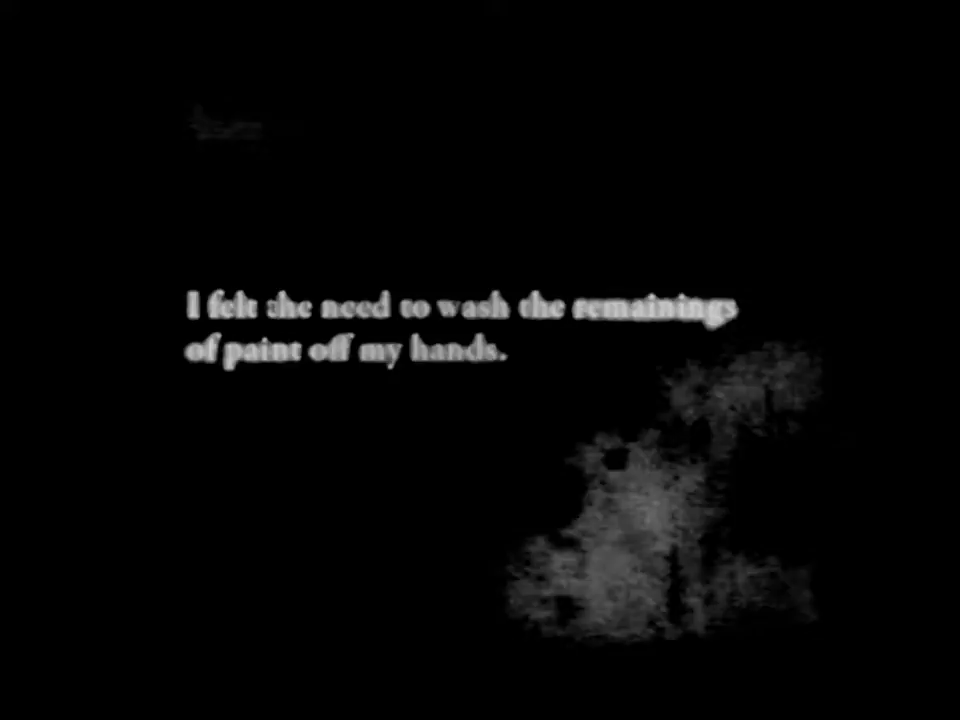 I felt the need to wash the remainings
of paint off my hands.